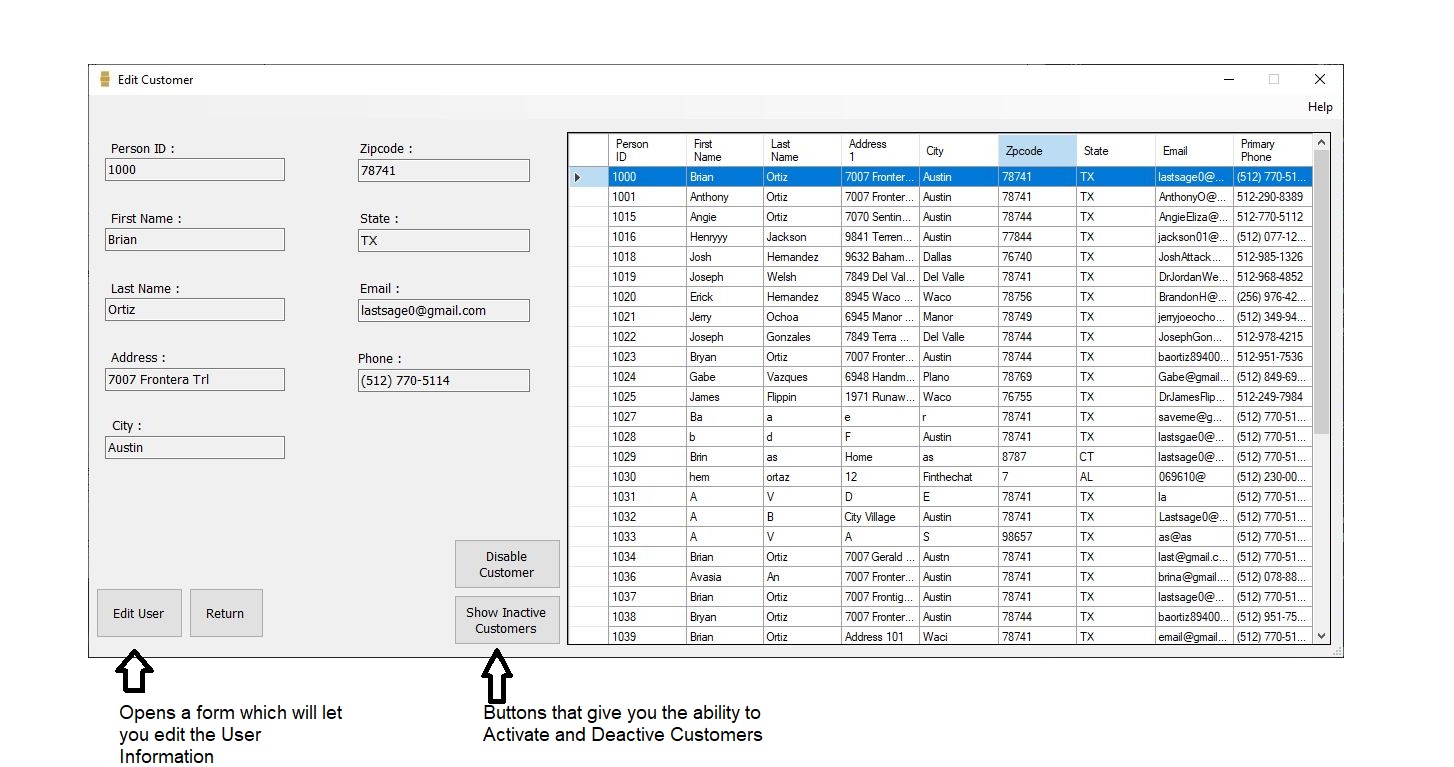 Edit Customer
Help
Person ID :
1000
Zipcode :
78741
First Name :
Brian
State :
TX
Last Name :
Ortiz
Email :
lastsage0@gmail.com
Address :
7007 Frontera Trl
Phone :
(512) 770-5114
City :
Austin
Disable
Customer
Edit User
Return
Show Inactive
Customers
Person ID First Name Last Name Address 1 City Zpcode State Email Primary Phone
1000 Brian Ortiz 7007 Fronter... Austin 78741 TX lastsage0@... (512) 770-51...
1001 Anthony Ortiz 7007 Fronter... Austin 78741 TX AnthonyO@... 512-290-8389
1015 Angie Ortiz 7070 Sentin... Austin 78744 TX AngieEliza@... 512-770-5112
1016 Henryyy Jackson 9841 Terren... Austin 77844 TX jackson01@... (512) 077-12...
1018 Josh Hernandez 9632 Baham... Dallas 76740 TX JoshAttack... 512-985-1326
1019 Joseph Welsh 7849 Del Val... Del Valle 78741 TX DrJordanWe... 512-968-4852
1020 Erick Hernandez 8945 Waco ... Waco 78756 TX BrandonH@... (256) 976-42...
1021 Jerry Ochoa 6945 Manor ... Manor 78749 TX jerryjoeocho... (512) 349-94...
1022 Joseph Gonzales 7849 Terra ... Del Valle 78744 TX JosephGon... 512-978-4215
1023 Bryan Ortiz 7007 Fronter... Austin 78744 TX baortiz89400... 512-951-7536
1024 Gabe Vazques 6948 Handm... Plano 78769 TX Gabe@gmail... (512) 849-69...
1025 James Flippin 1971 Runaw... Waco 76755 TX DrJamesFlip... 512-249-7984
1027 Ba a e r 78741 TX saveme@g... (512) 770-51...
1028 b d F Austin 78741 TX lastsgae0@... (512) 770-51...
1029 Brin as Home as 8787 CT lastsage0@... (512) 770-51...
1030 hem ortaz 12 Finthechat 7 AL 069610@ (512) 230-00...
1031 A V D E 78741 TX la (512) 770-51...
1032 A B City Village Austin 78741 TX Lastsage0@... (512) 770-51...
1033 A V A S 98657 TX as@as (512) 770-51...
1034 Brian Ortiz 7007 Gerald ... Austn 78741 TX last@gmail.c... (512) 770-51...
1036 Avasia An 7007 Fronter... Austin 78741 TX brina@gmail.... (512) 078-88...
1037 Brian Ortiz 7007 Frontig... Austin 78741 TX lastsage0@... (512) 770-51...
1038 Bryan Ortiz 7007 Fronter... Austin 78744 TX baortiz89400... (512) 951-75...
1039 Brian Ortiz Address 101 Waci 78741 TX email@gmail... (512) 770-51...
Opens a form which will let
you edit the User
Information
Buttons that give you the ability to
Activate and Deactive Customers